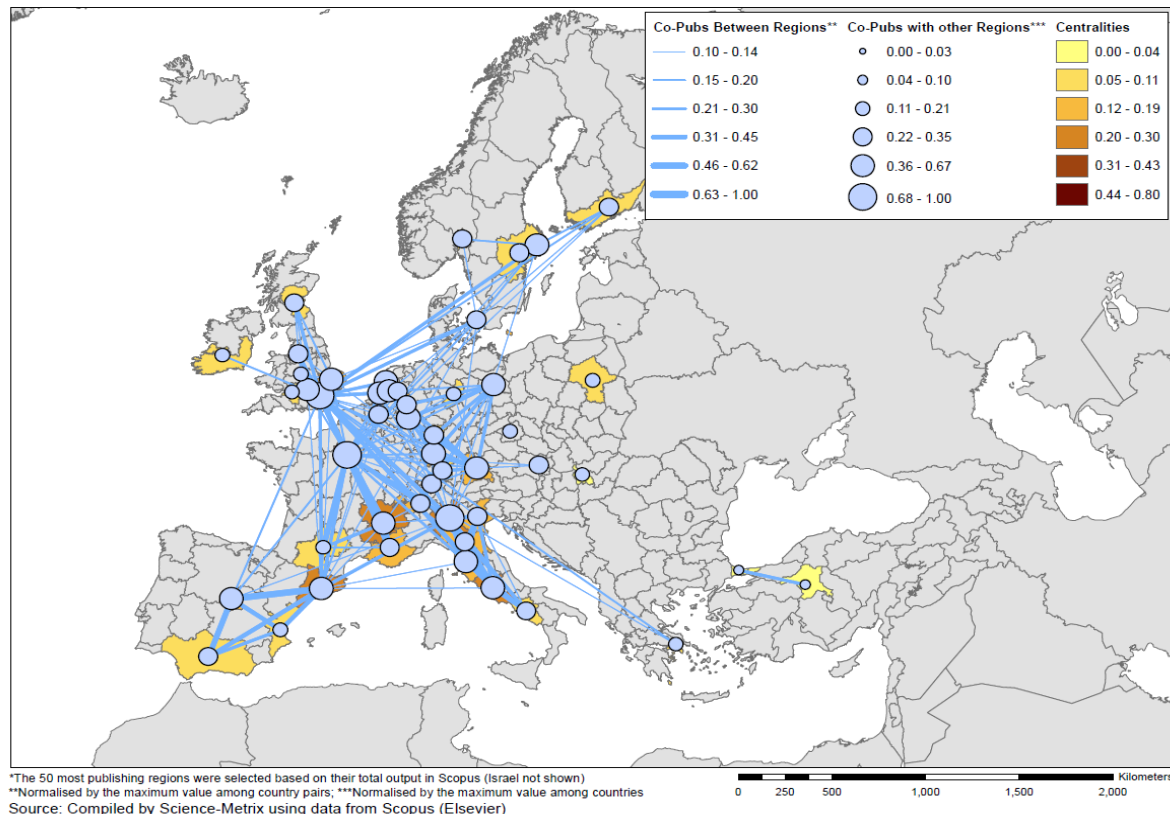 Co-Pubs Between Regions** Co-Pubs with other Regions*** Centralities
0.10 - 0.14 0.00 - 0.03 0.00 - 0.04
0.15 - 0.20 0.04 - 0.10 0.05 - 0.11
0.21 - 0.30 0.11 - 0.21 0.12 - 0.19
0.31 - 0.45 0.22 - 0.35 0.20 - 0.30
0.46 - 0.62 0.36 - 0.67 0.31 - 0.43
0.63 - 1.00 0.68 - 1.00 0.44 - 0.80
*The 50 most publishing regions were selected based on their total output in Scopus (Israel not shown)
**Normalised by the maximum value among country pairs; ***Normalised by the maximum value among countries
Source: Compiled by Science-Metrix using data from Scopus (Elsevier)
Kilometers
0 250 500 1,000 1,500 2,000